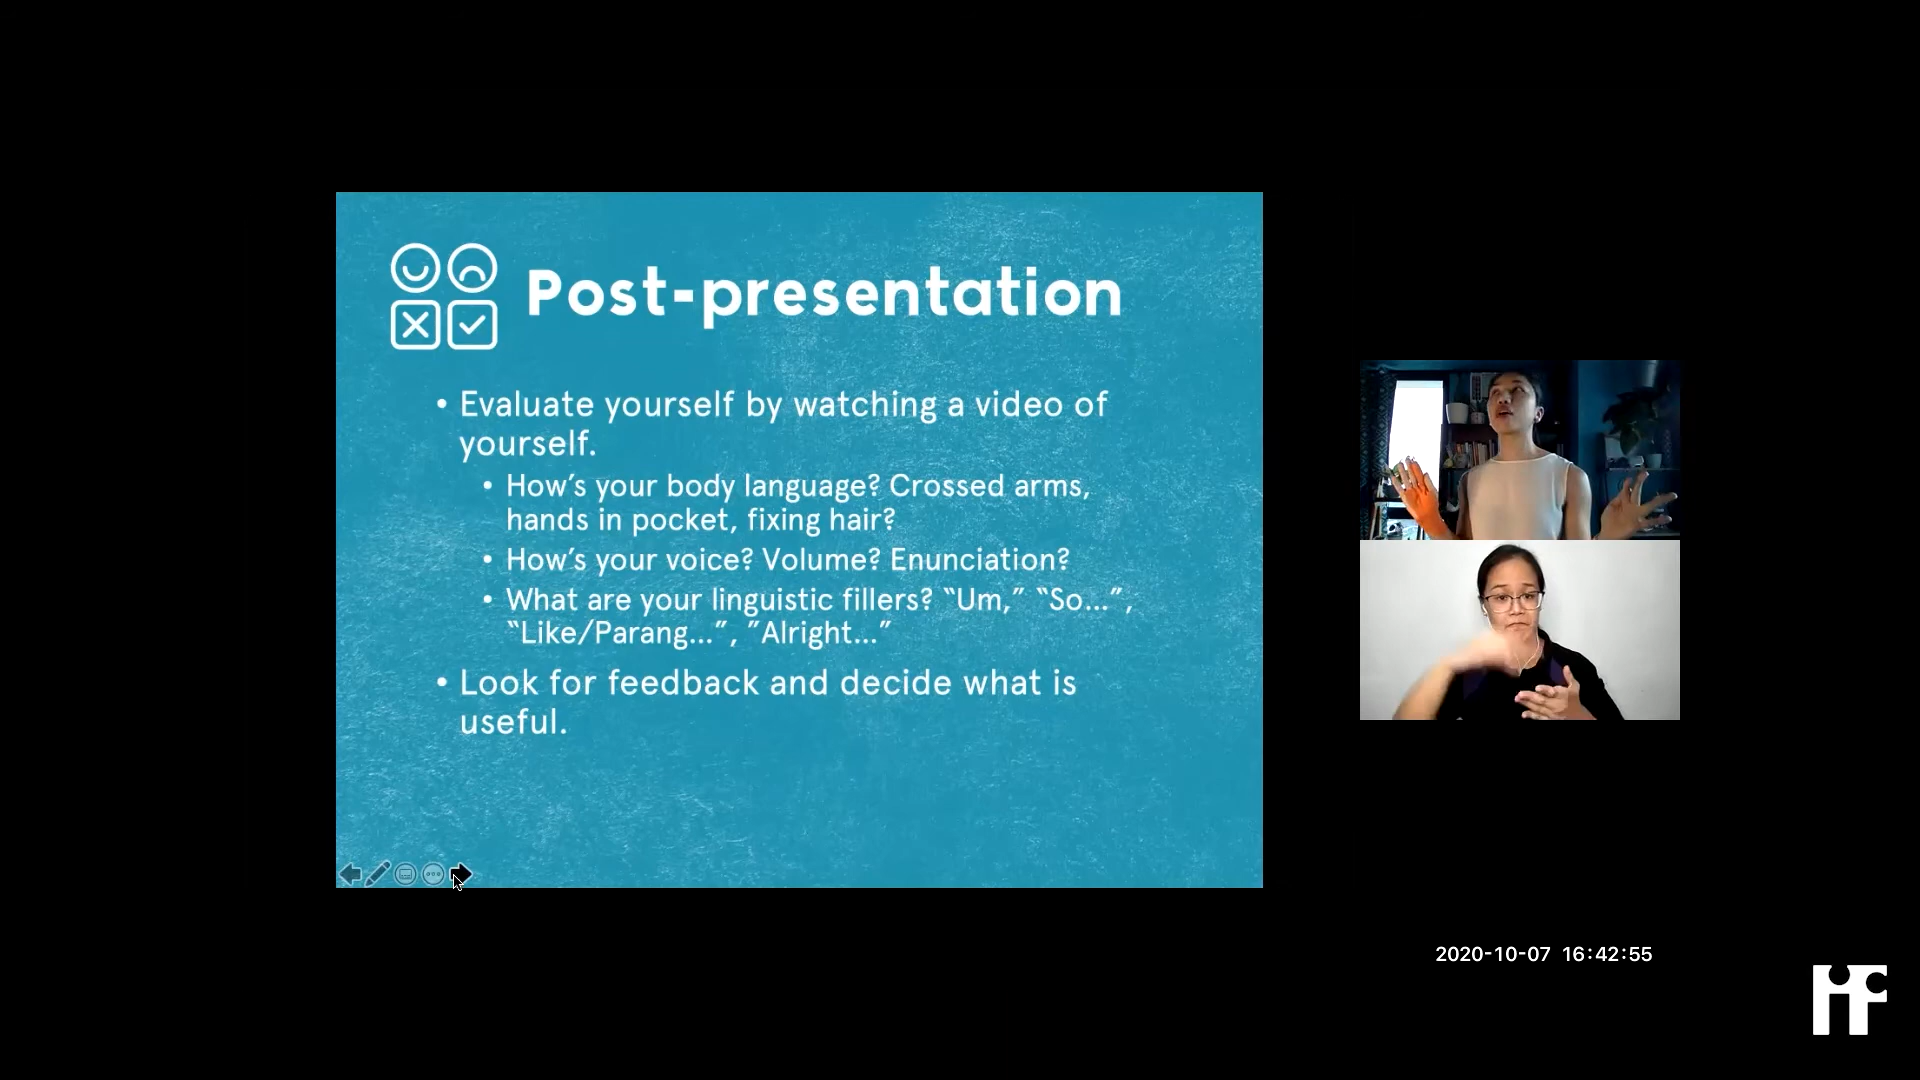 Post-presentation
• Evaluate yourself by watching a video of
yourself.
• How’s your body language? Crossed arms,
hands in pocket, fixing hair?
• How’s your voice? Volume? Enunciation?
• What are your linguistic fillers? “Um,” “So...”,
“Like/Parang...”, ”Alright...”
• Look for feedback and decide what is
useful.
2020-10-07 16:42:55